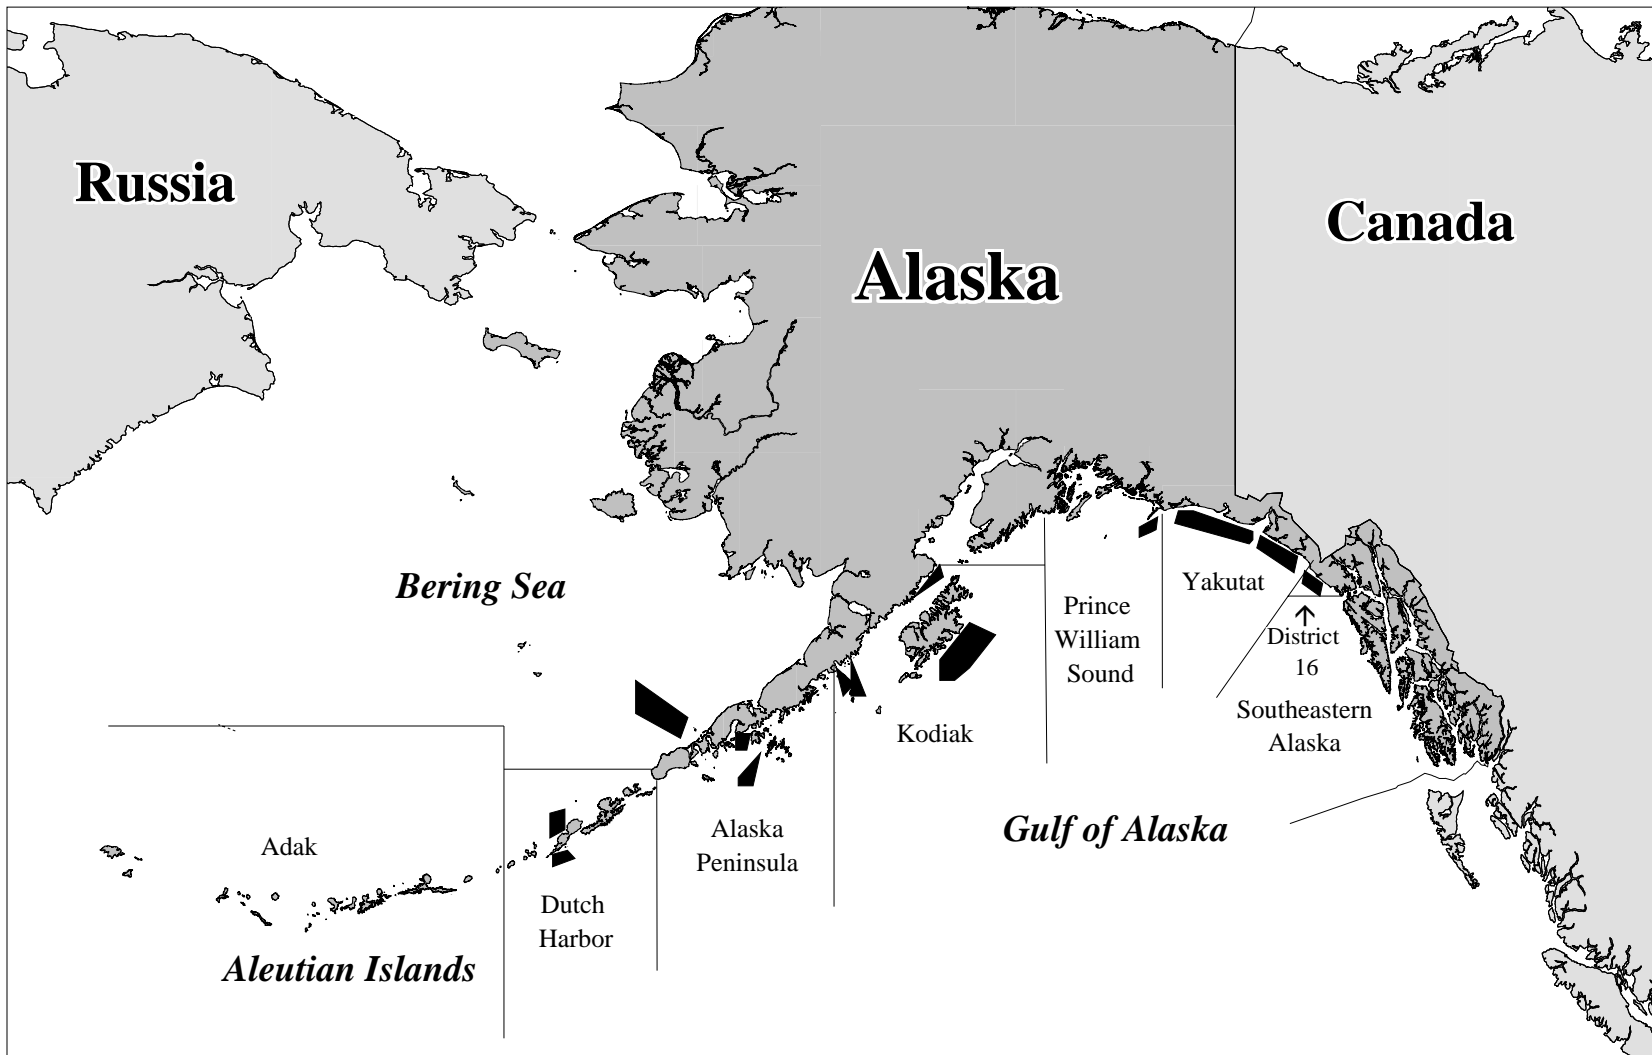 Russia
Canada
Alaska
Bering Sea
Yakutat
Prince
William
Sound
District
16
Southeastern
Alaska
Kodiak
Gulf of Alaska
Alaska
Peninsula
Adak
Dutch
Harbor
Aleutian Islands